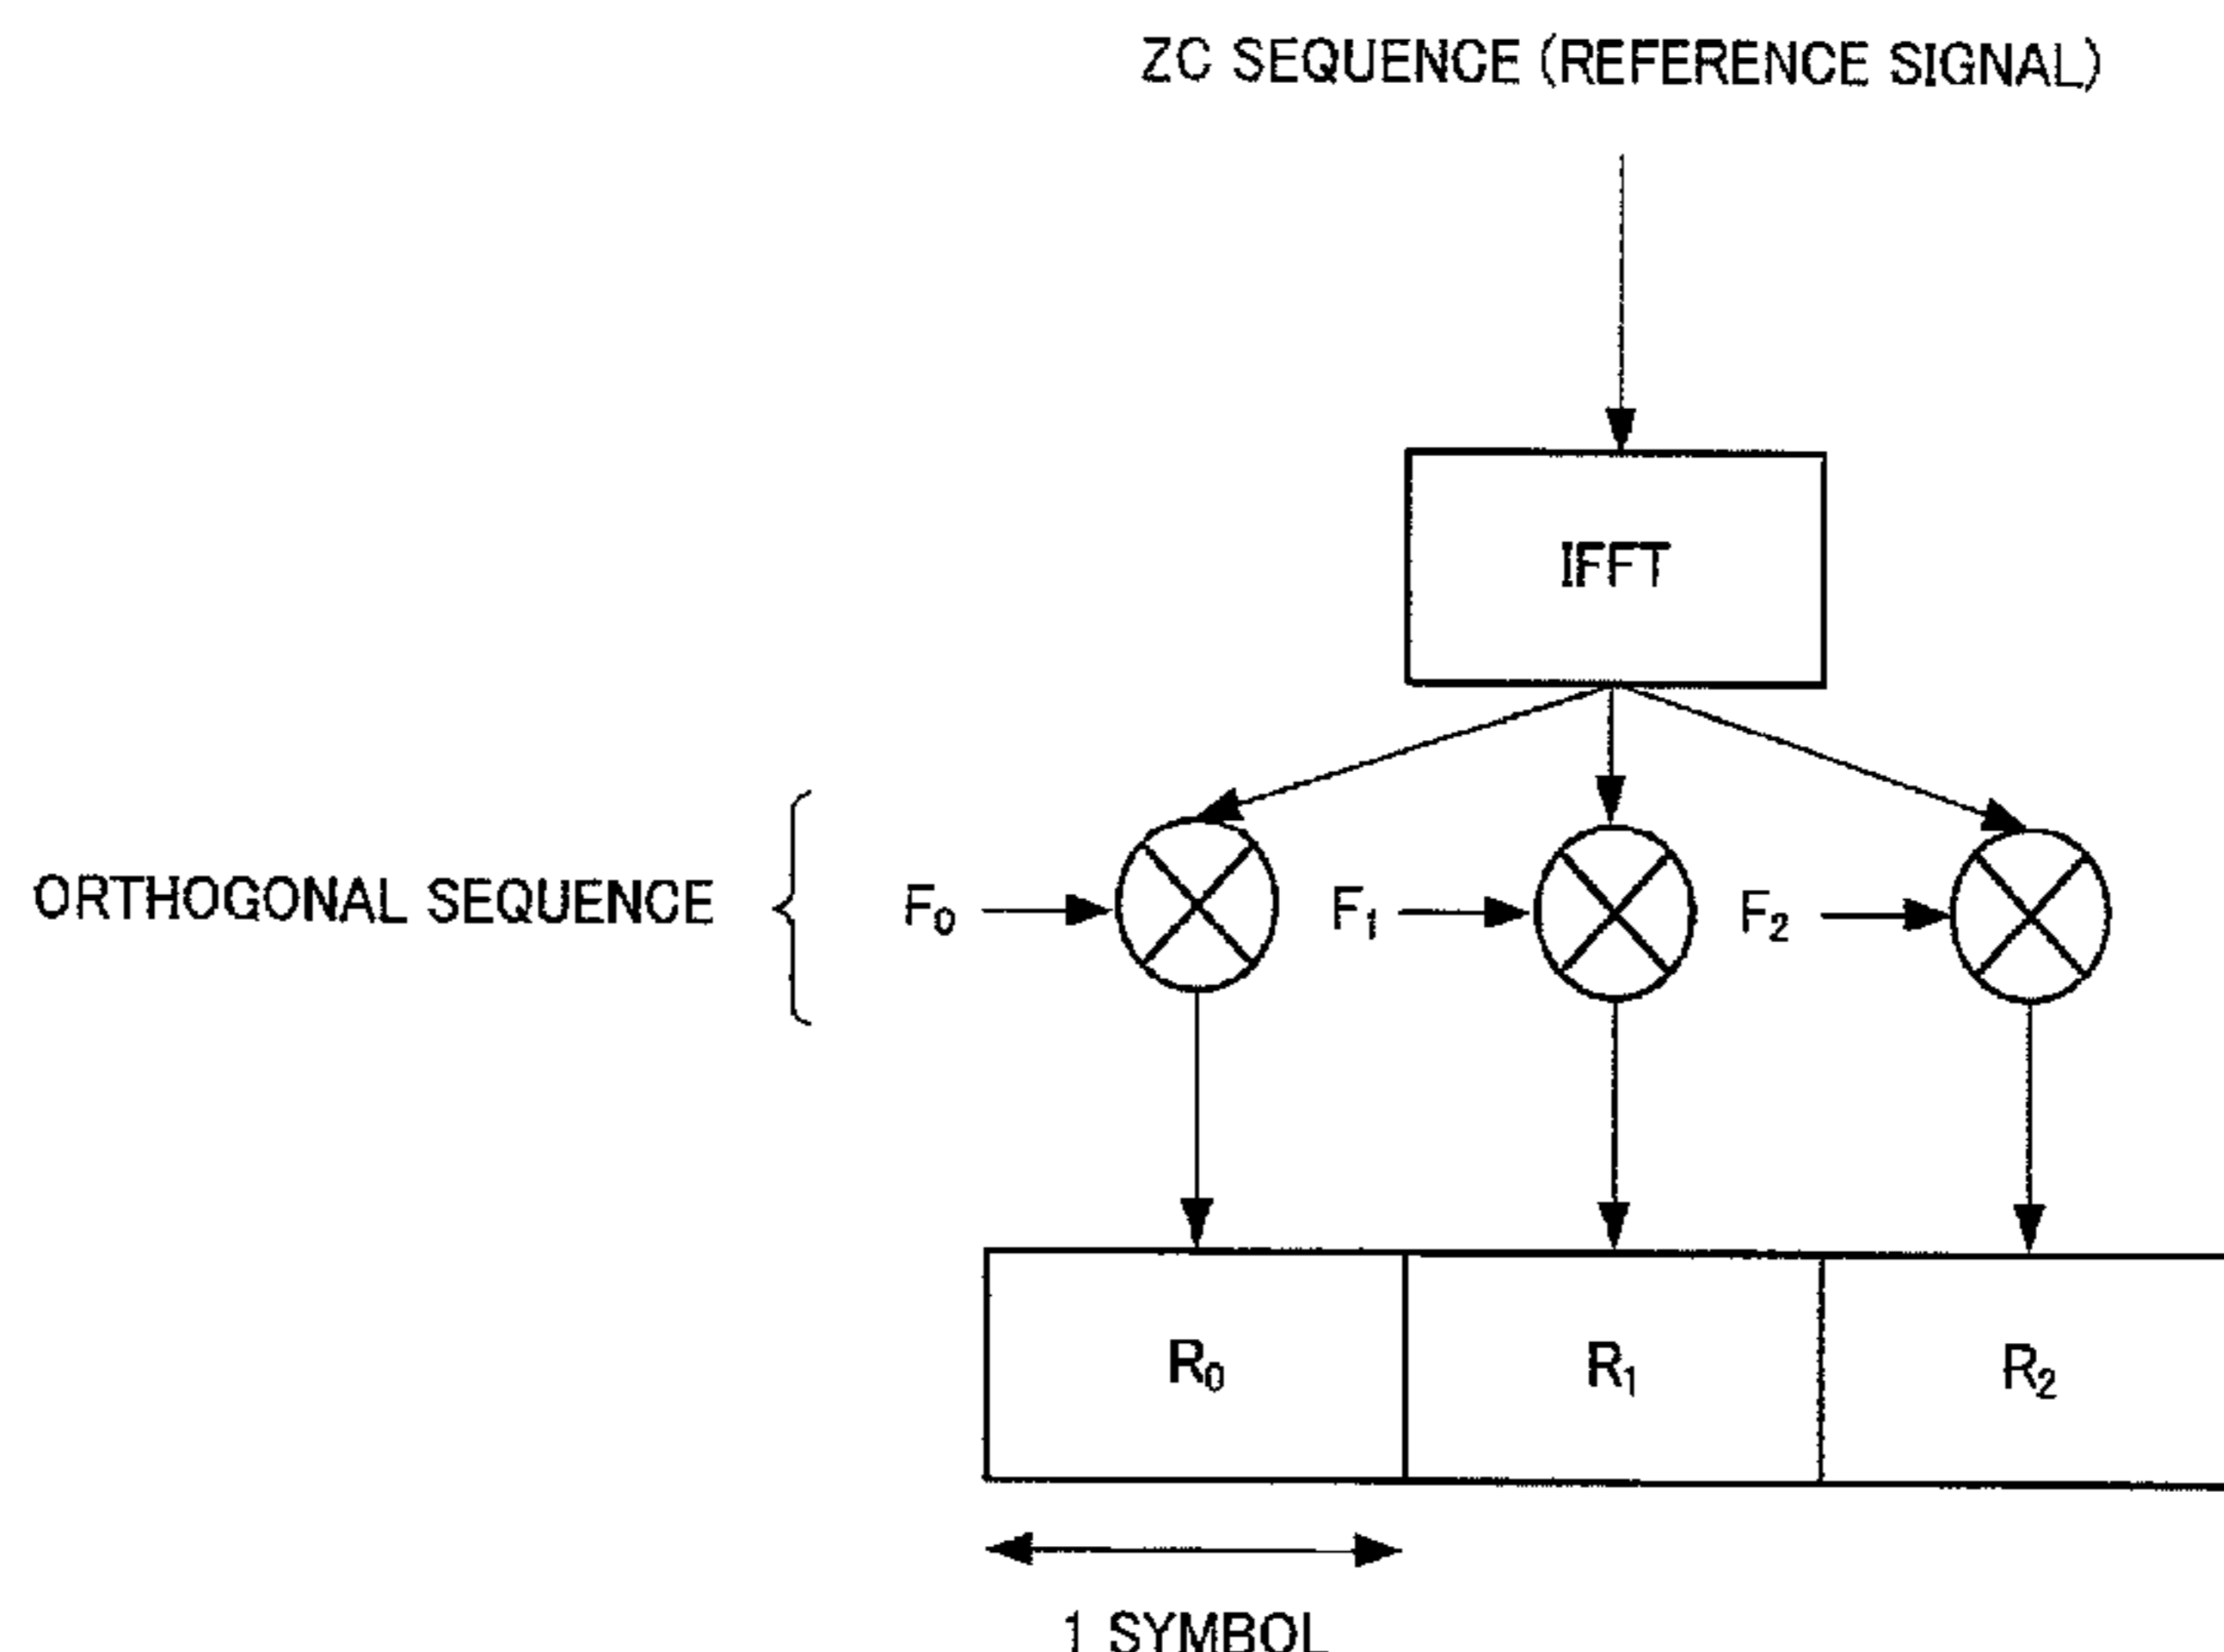 ZC SEQUENCE (REFERENCE SIGNAL)
IFFT
ORTHOGONAL SEQUENCE F₀ F₁ F₂
R₀ R₁ R₂
1 SYMBOL